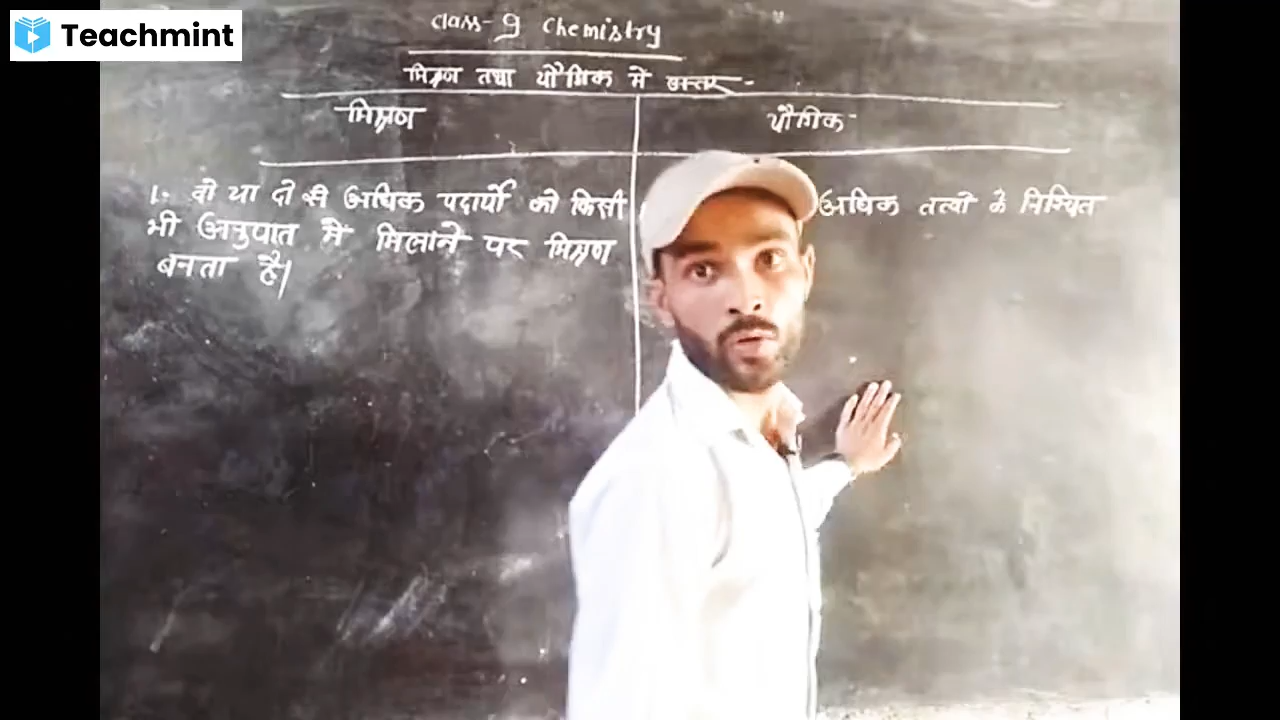 Teachmint
Class-9 Chemistry
मिश्रण तथा यौगिक में अन्तर -
मिश्रण
यौगिक-
1. दो या दो से अधिक पदार्थो को किसी
भी अनुपात में मिलाने पर मिश्रण
बनता है।
अधिक तत्वो के निश्चित